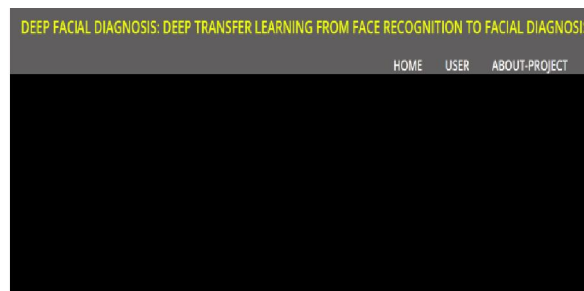 DEEP FACIAL DIAGNOSIS: DEEP TRANSFER LEARNING FROM FACE RECOGNITION TO FACIAL DIAGNOSI
HOME USER ABOUT-PROJECT